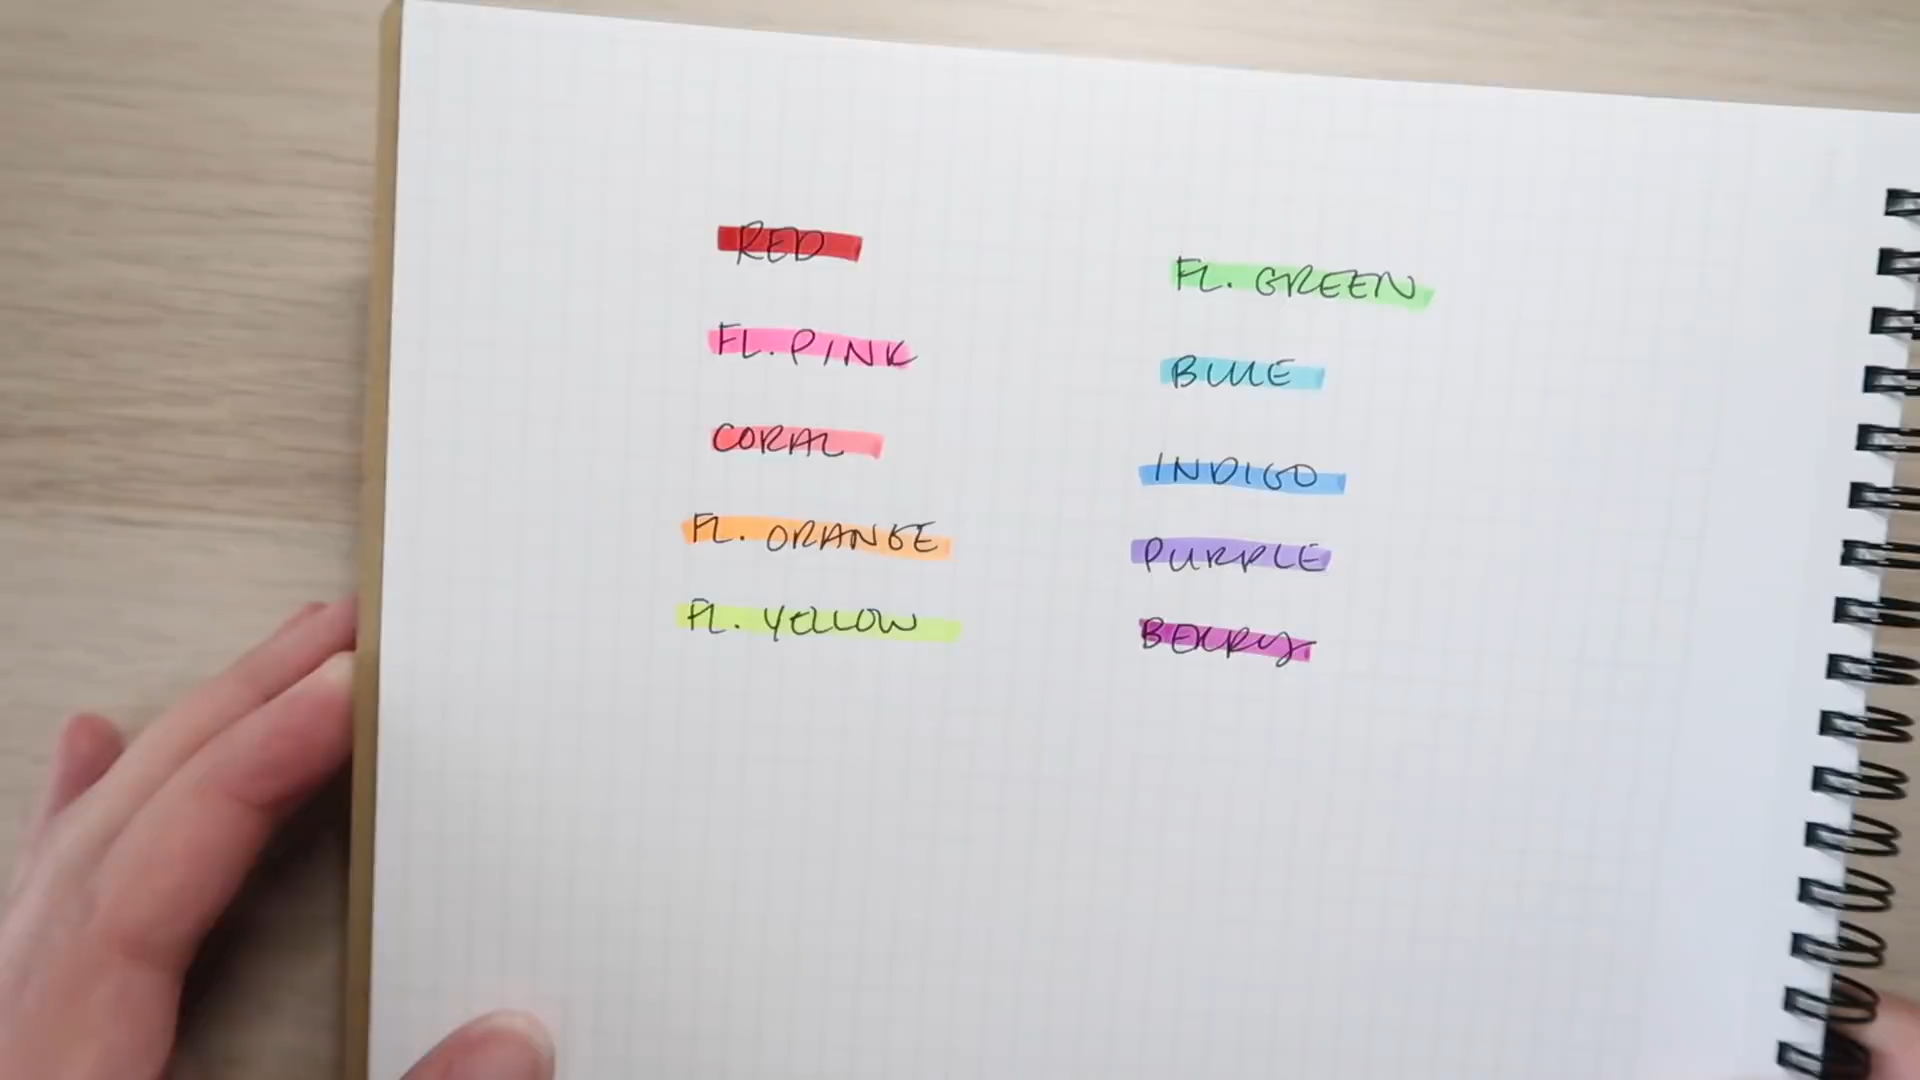 RED
FL. PINK
CORAL
FL. ORANGE
FL. YELLOW
FL. GREEN
BLUE
INDIGO
PURPLE
BERRY